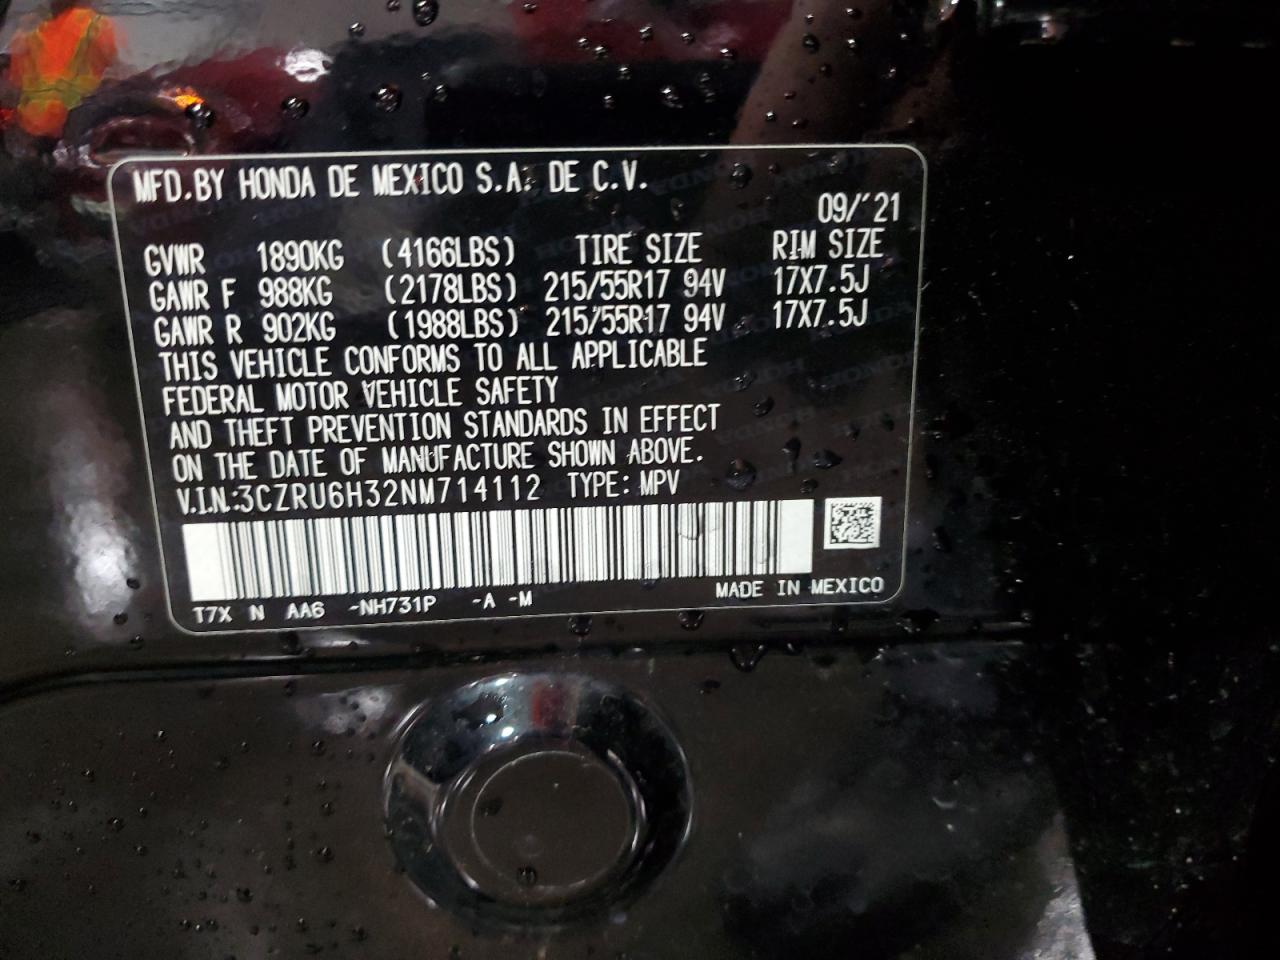 MFD.BY HONDA DE MEXICO S.A. DE C.V.
09/'21
GVWR 1890KG (4166LBS) TIRE SIZE RIM SIZE
GAWR F 988KG (2178LBS) 215/55R17 94V 17X7.5J
GAWR R 902KG (1988LBS) 215/55R17 94V 17X7.5J
THIS VEHICLE CONFORMS TO ALL APPLICABLE
FEDERAL MOTOR VEHICLE SAFETY
AND THEFT PREVENTION STANDARDS IN EFFECT
ON THE DATE OF MANUFACTURE SHOWN ABOVE.
V.I.N.:3CZRU6H32NM714112 TYPE: MPV
T7X N AA6 -NH731P -A -M MADE IN MEXICO